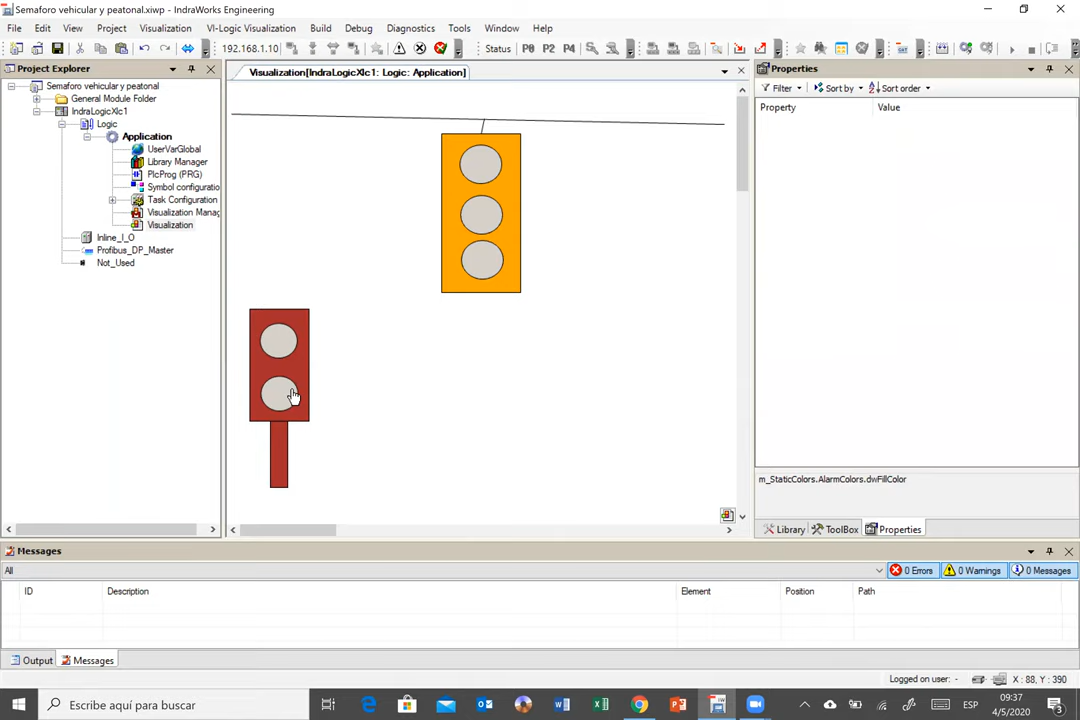 Semaforo vehicular y peatonal.xiwp - IndraWorks Engineering
File Edit View Project Visualization VI-Logic Visualization Build Debug Diagnostics Tools Window Help
192.168.1.10 Status P0 P2 P4
Project Explorer
Semaforo vehicular y peatonal
General Module Folder
IndraLogicXlc1
Logic
Application
UserVarGlobal
Library Manager
PlcProg (PRG)
Symbol configuratio
Task Configuration
Visualization Manag
Visualization
Inline_I_O
Profibus_DP_Master
Not_Used
Visualization[IndraLogicXlc1: Logic: Application]
Properties
Filter Sort by Sort order
Property Value
m_StaticColors.AlarmColors.dwFillColor
Library ToolBox Properties
Messages
All 0 Errors 0 Warnings 0 Messages
ID Description Element Position Path
Output Messages
Logged on user: - X : 88, Y : 390
Escribe aquí para buscar
ESP
09:37
4/5/2020
3